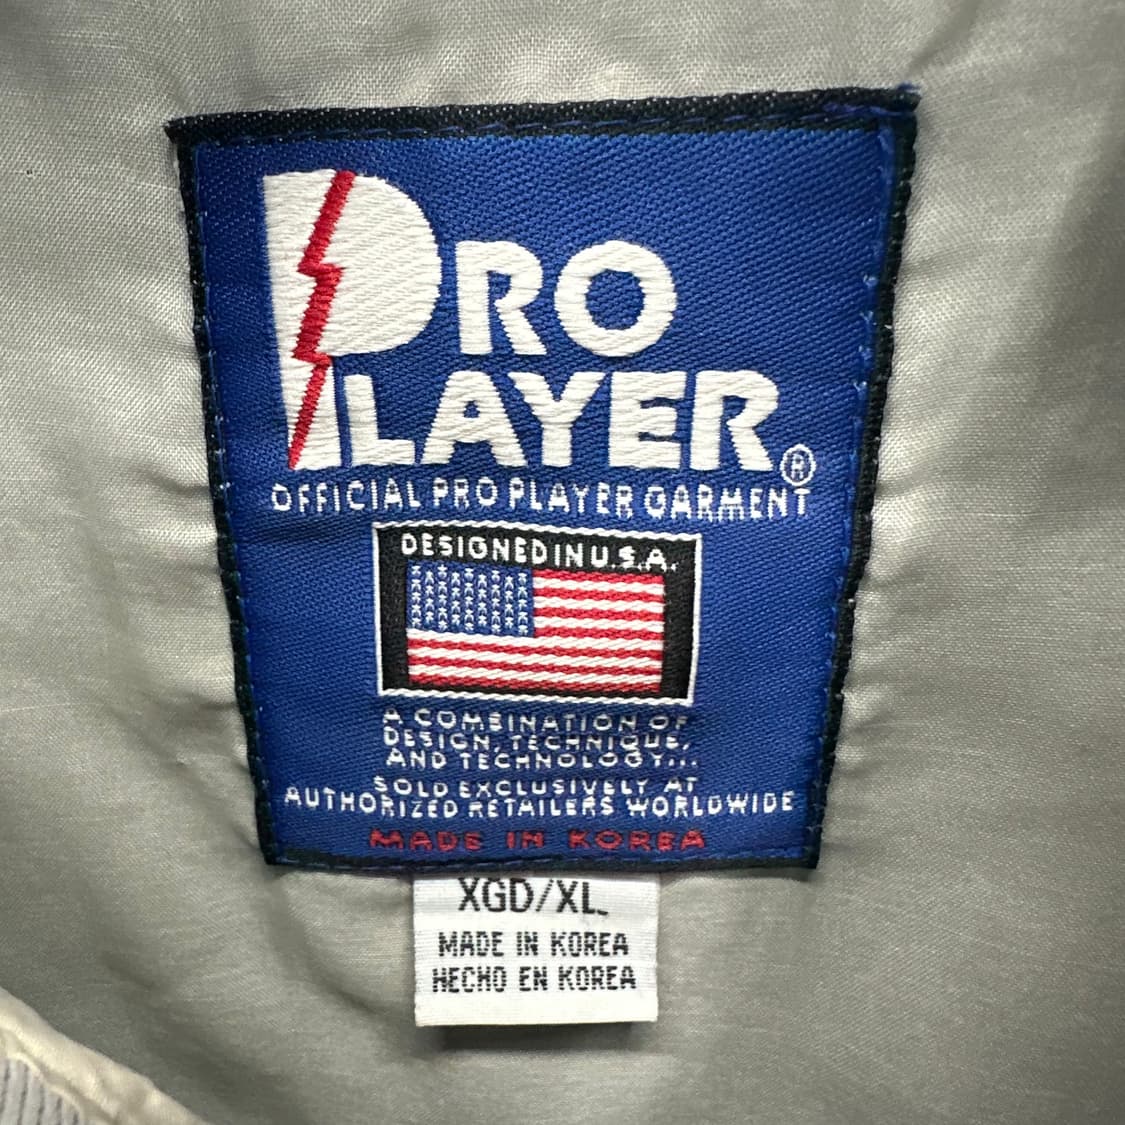 PRO
PLAYER®
OFFICIAL PRO PLAYER GARMENT
DESIGNED IN U.S.A.
A COMBINATION OF
DESIGN, TECHNIQUE,
AND TECHNOLOGY...
SOLD EXCLUSIVELY AT
AUTHORIZED RETAILERS WORLDWIDE
MADE IN KOREA
XGD/XL
MADE IN KOREA
HECHO EN KOREA